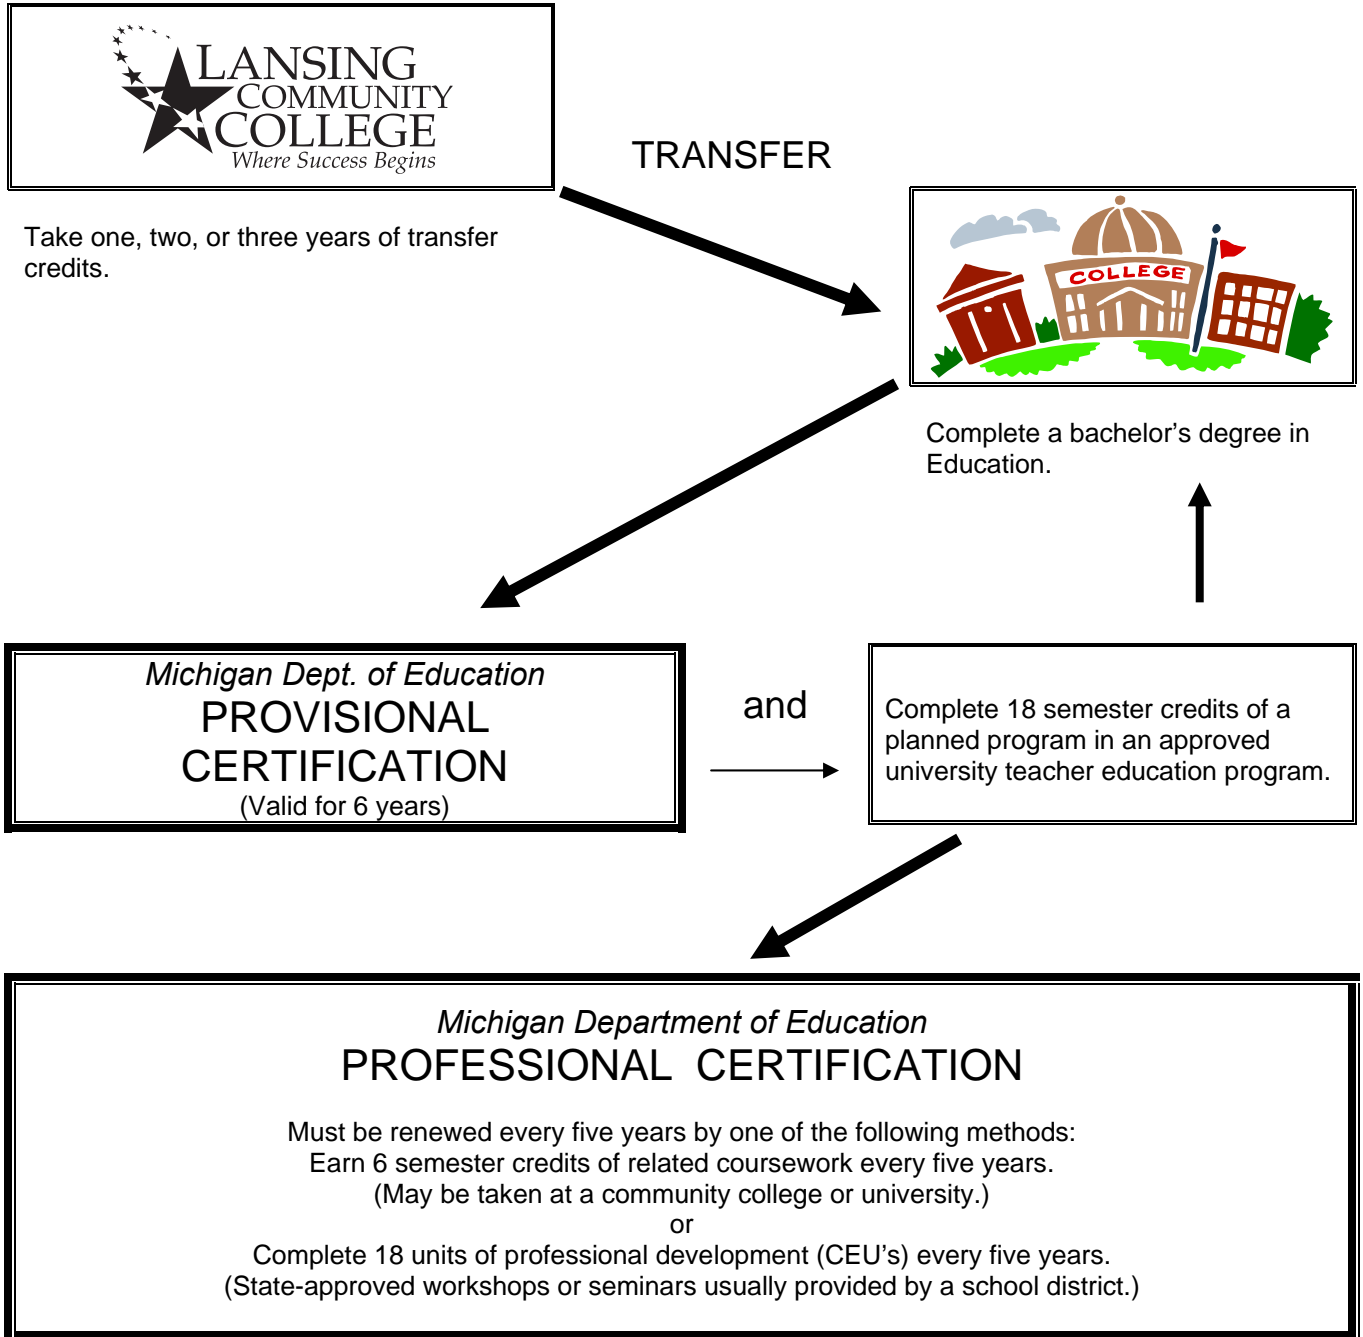 LANSING
COMMUNITY
COLLEGE
Where Success Begins
TRANSFER
Take one, two, or three years of transfer
credits.
COLLEGE
Complete a bachelor’s degree in
Education.
Michigan Dept. of Education
PROVISIONAL
CERTIFICATION
(Valid for 6 years)
and
Complete 18 semester credits of a
planned program in an approved
university teacher education program.
Michigan Department of Education
PROFESSIONAL CERTIFICATION
Must be renewed every five years by one of the following methods:
Earn 6 semester credits of related coursework every five years.
(May be taken at a community college or university.)
or
Complete 18 units of professional development (CEU's) every five years.
(State-approved workshops or seminars usually provided by a school district.)